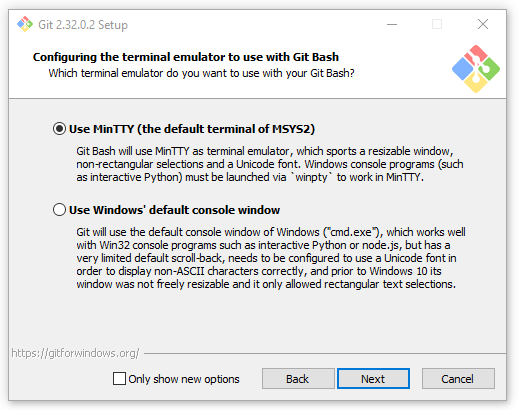 Git 2.32.0.2 Setup
Configuring the terminal emulator to use with Git Bash
Which terminal emulator do you want to use with your Git Bash?
Use MinTTY (the default terminal of MSYS2)
Git Bash will use MinTTY as terminal emulator, which sports a resizable window,
non-rectangular selections and a Unicode font. Windows console programs (such
as interactive Python) must be launched via `winpty` to work in MinTTY.
Use Windows' default console window
Git will use the default console window of Windows ("cmd.exe"), which works well
with Win32 console programs such as interactive Python or node.js, but has a
very limited default scroll-back, needs to be configured to use a Unicode font in
order to display non-ASCII characters correctly, and prior to Windows 10 its
window was not freely resizable and it only allowed rectangular text selections.
https://gitforwindows.org/
Only show new options
Back
Next
Cancel